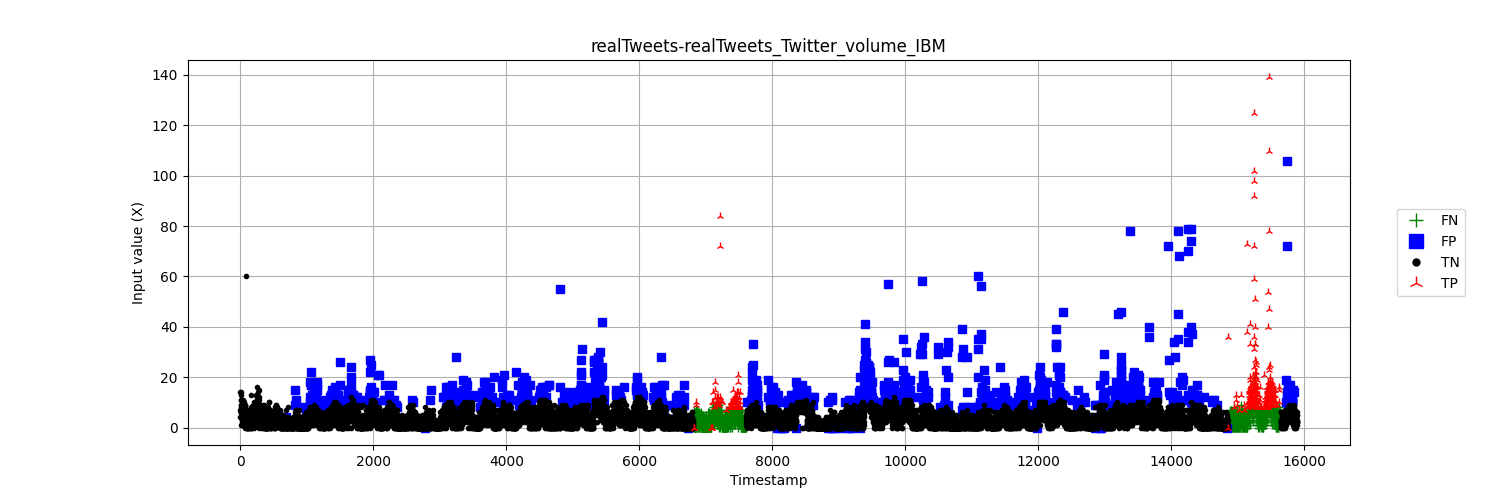 realTweets-realTweets_Twitter_volume_IBM
Input value (X)
140
120
100
80
60
40
20
0
0 2000 4000 6000 8000 10000 12000 14000 16000
Timestamp
FN
FP
TN
TP